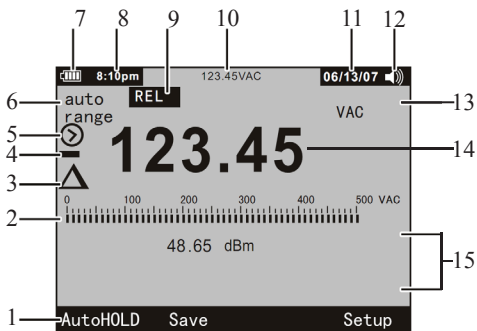 7 8 9 10 11 12
8:10pm 123.45VAC 06/13/07
6 auto REL 13
range VAC
5
4 123.45 14
3
0 100 200 300 400 500 VAC
2
48.65 dBm
15
1 AutoHOLD Save Setup